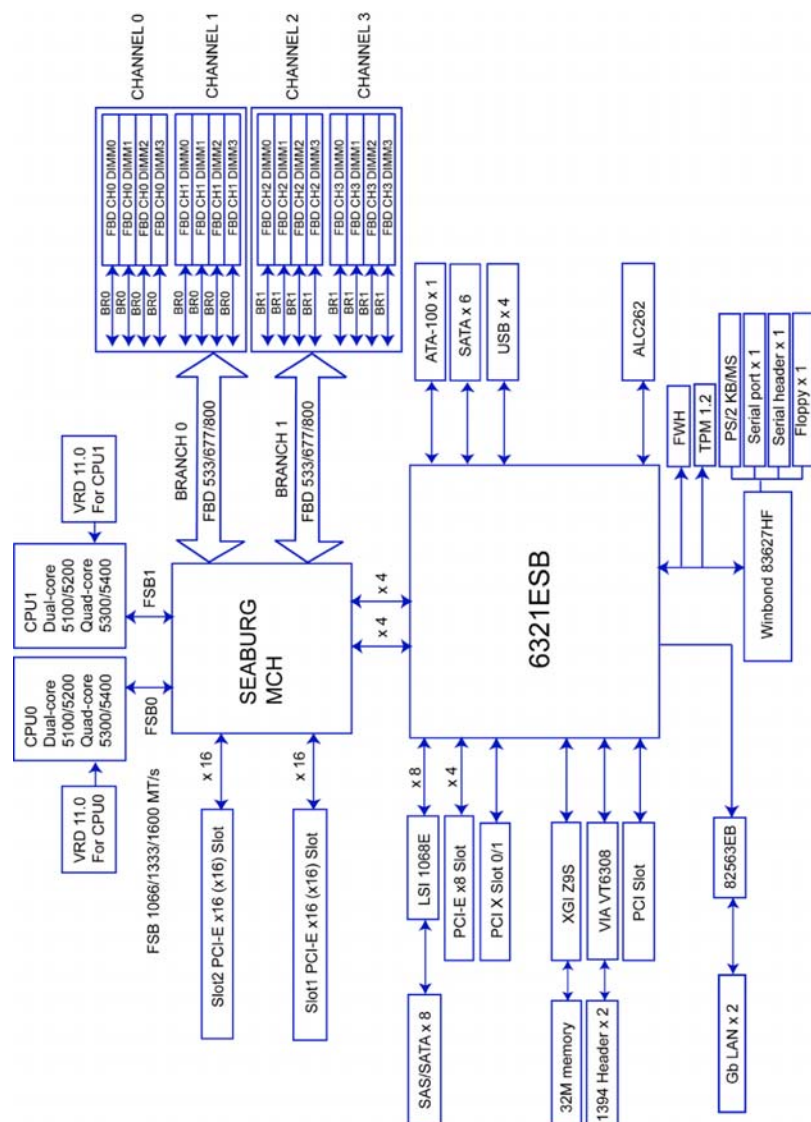 CHANNEL 0
CHANNEL 1
CHANNEL 2
CHANNEL 3
FBD CH0 DIMM0
FBD CH0 DIMM1
FBD CH0 DIMM2
FBD CH0 DIMM3
FBD CH1 DIMM0
FBD CH1 DIMM1
FBD CH1 DIMM2
FBD CH1 DIMM3
FBD CH2 DIMM0
FBD CH2 DIMM1
FBD CH2 DIMM2
FBD CH2 DIMM3
FBD CH3 DIMM0
FBD CH3 DIMM1
FBD CH3 DIMM2
FBD CH3 DIMM3
BR0
BR0
BR0
BR0
BR0
BR0
BR0
BR0
BR1
BR1
BR1
BR1
BR1
BR1
BR1
BR1
BRANCH 0
FBD 533/677/800
BRANCH 1
FBD 533/677/800
VRD 11.0
For CPU1
CPU1
Dual-core
5100/5200
Quad-core
5300/5400
FSB1
CPU0
Dual-core
5100/5200
Quad-core
5300/5400
FSB0
VRD 11.0
For CPU0
FSB 1066/1333/1600 MT/s
SEABURG
MCH
x 16
Slot2 PCI-E x16 (x16) Slot
x 16
Slot1 PCI-E x16 (x16) Slot
x 4
x 4
6321ESB
ATA-100 x 1
SATA x 6
USB x 4
ALC262
FWH
TPM 1.2
PS/2 KB/MS
Serial port x 1
Serial header x 1
Floppy x 1
Winbond 83627HF
x 8
LSI 1068E
SAS/SATA x 8
x 4
PCI-E x8 Slot
PCI X Slot 0/1
XGI Z9S
32M memory
VIA VT6308
1394 Header x 2
PCI Slot
82563EB
Gb LAN x 2